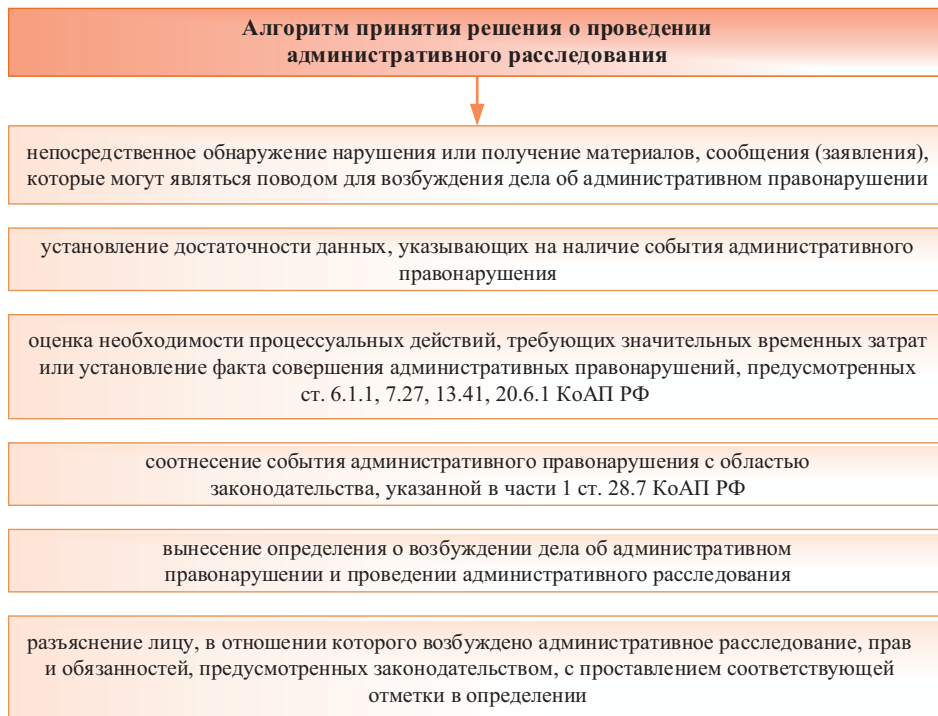 Алгоритм принятия решения о проведении
административного расследования
непосредственное обнаружение нарушения или получение материалов, сообщения (заявления),
которые могут являться поводом для возбуждения дела об административном правонарушении
установление достаточности данных, указывающих на наличие события административного
правонарушения
оценка необходимости процессуальных действий, требующих значительных временных затрат
или установление факта совершения административных правонарушений, предусмотренных
ст. 6.1.1, 7.27, 13.41, 20.6.1 КоАП РФ
соотнесение события административного правонарушения с областью
законодательства, указанной в части 1 ст. 28.7 КоАП РФ
вынесение определения о возбуждении дела об административном
правонарушении и проведении административного расследования
разъяснение лицу, в отношении которого возбуждено административное расследование, прав
и обязанностей, предусмотренных законодательством, с проставлением соответствующей
отметки в определении